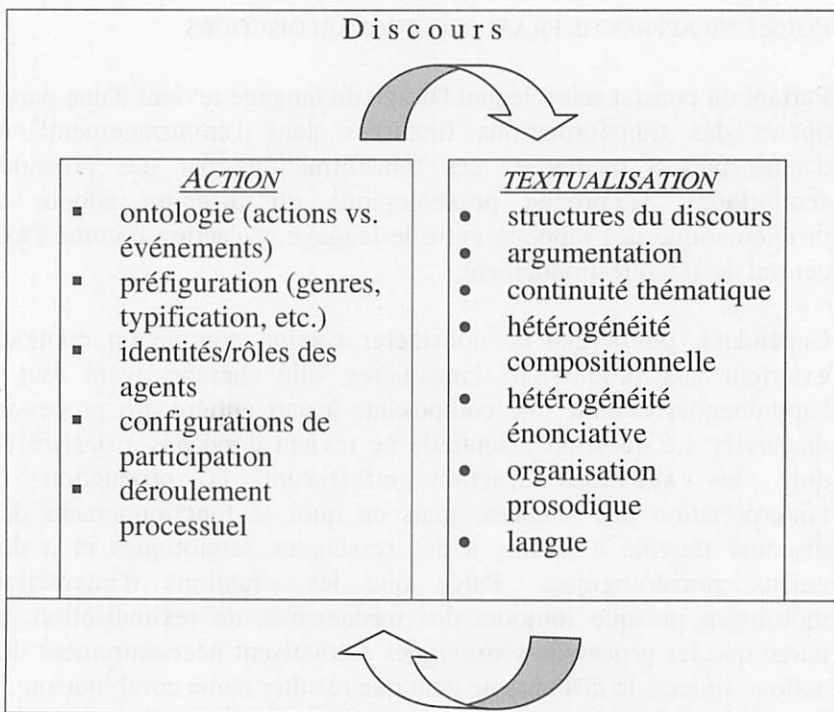 Discours
ACTION
ontologie (actions vs.
événements)
préfiguration (genres,
typification, etc.)
identités/rôles des
agents
configurations de
participation
déroulement
processuel
TEXTUALISATION
structures du discours
argumentation
continuité thématique
hétérogénéité
compositionnelle
hétérogénéité
énonciative
organisation
prosodique
langue